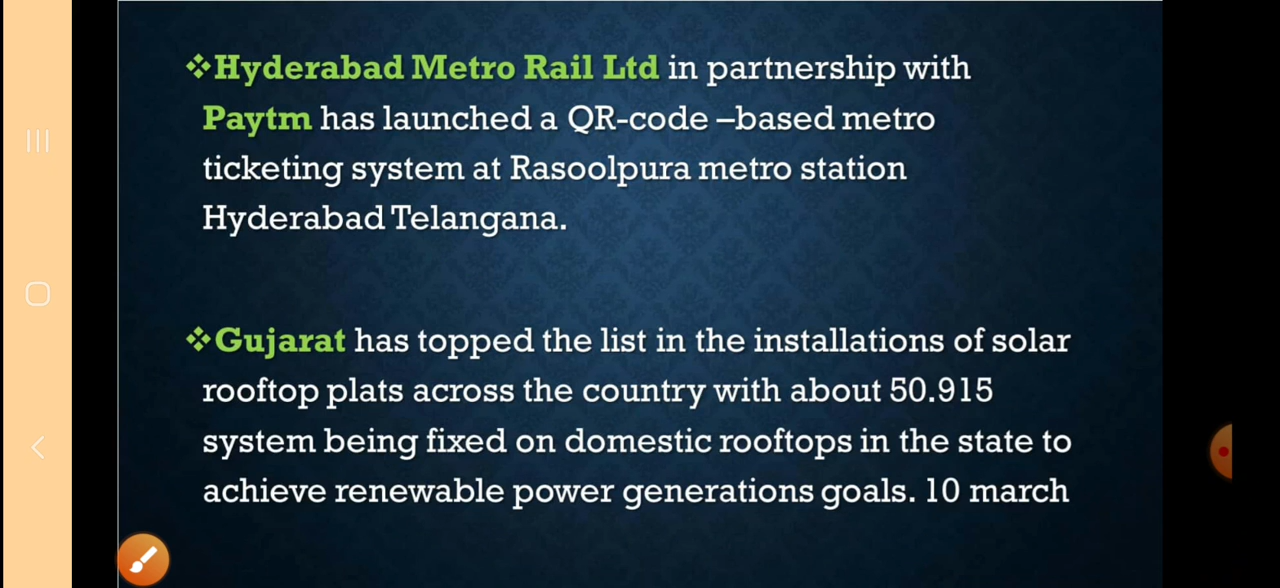 ❖Hyderabad Metro Rail Ltd in partnership with
Paytm has launched a QR-code –based metro
ticketing system at Rasoolpura metro station
Hyderabad Telangana.
❖Gujarat has topped the list in the installations of solar
rooftop plats across the country with about 50.915
system being fixed on domestic rooftops in the state to
achieve renewable power generations goals. 10 march